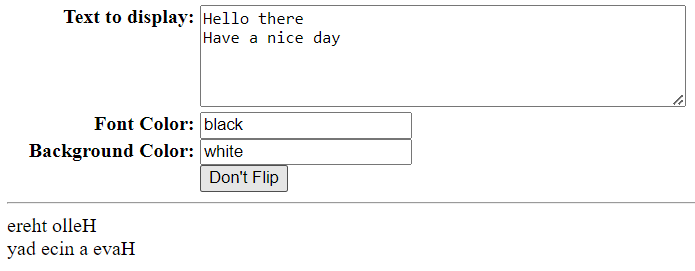 Text to display: Hello there
Have a nice day
Font Color: black
Background Color: white
Don't Flip
ereht olleH
yad ecin a evaH